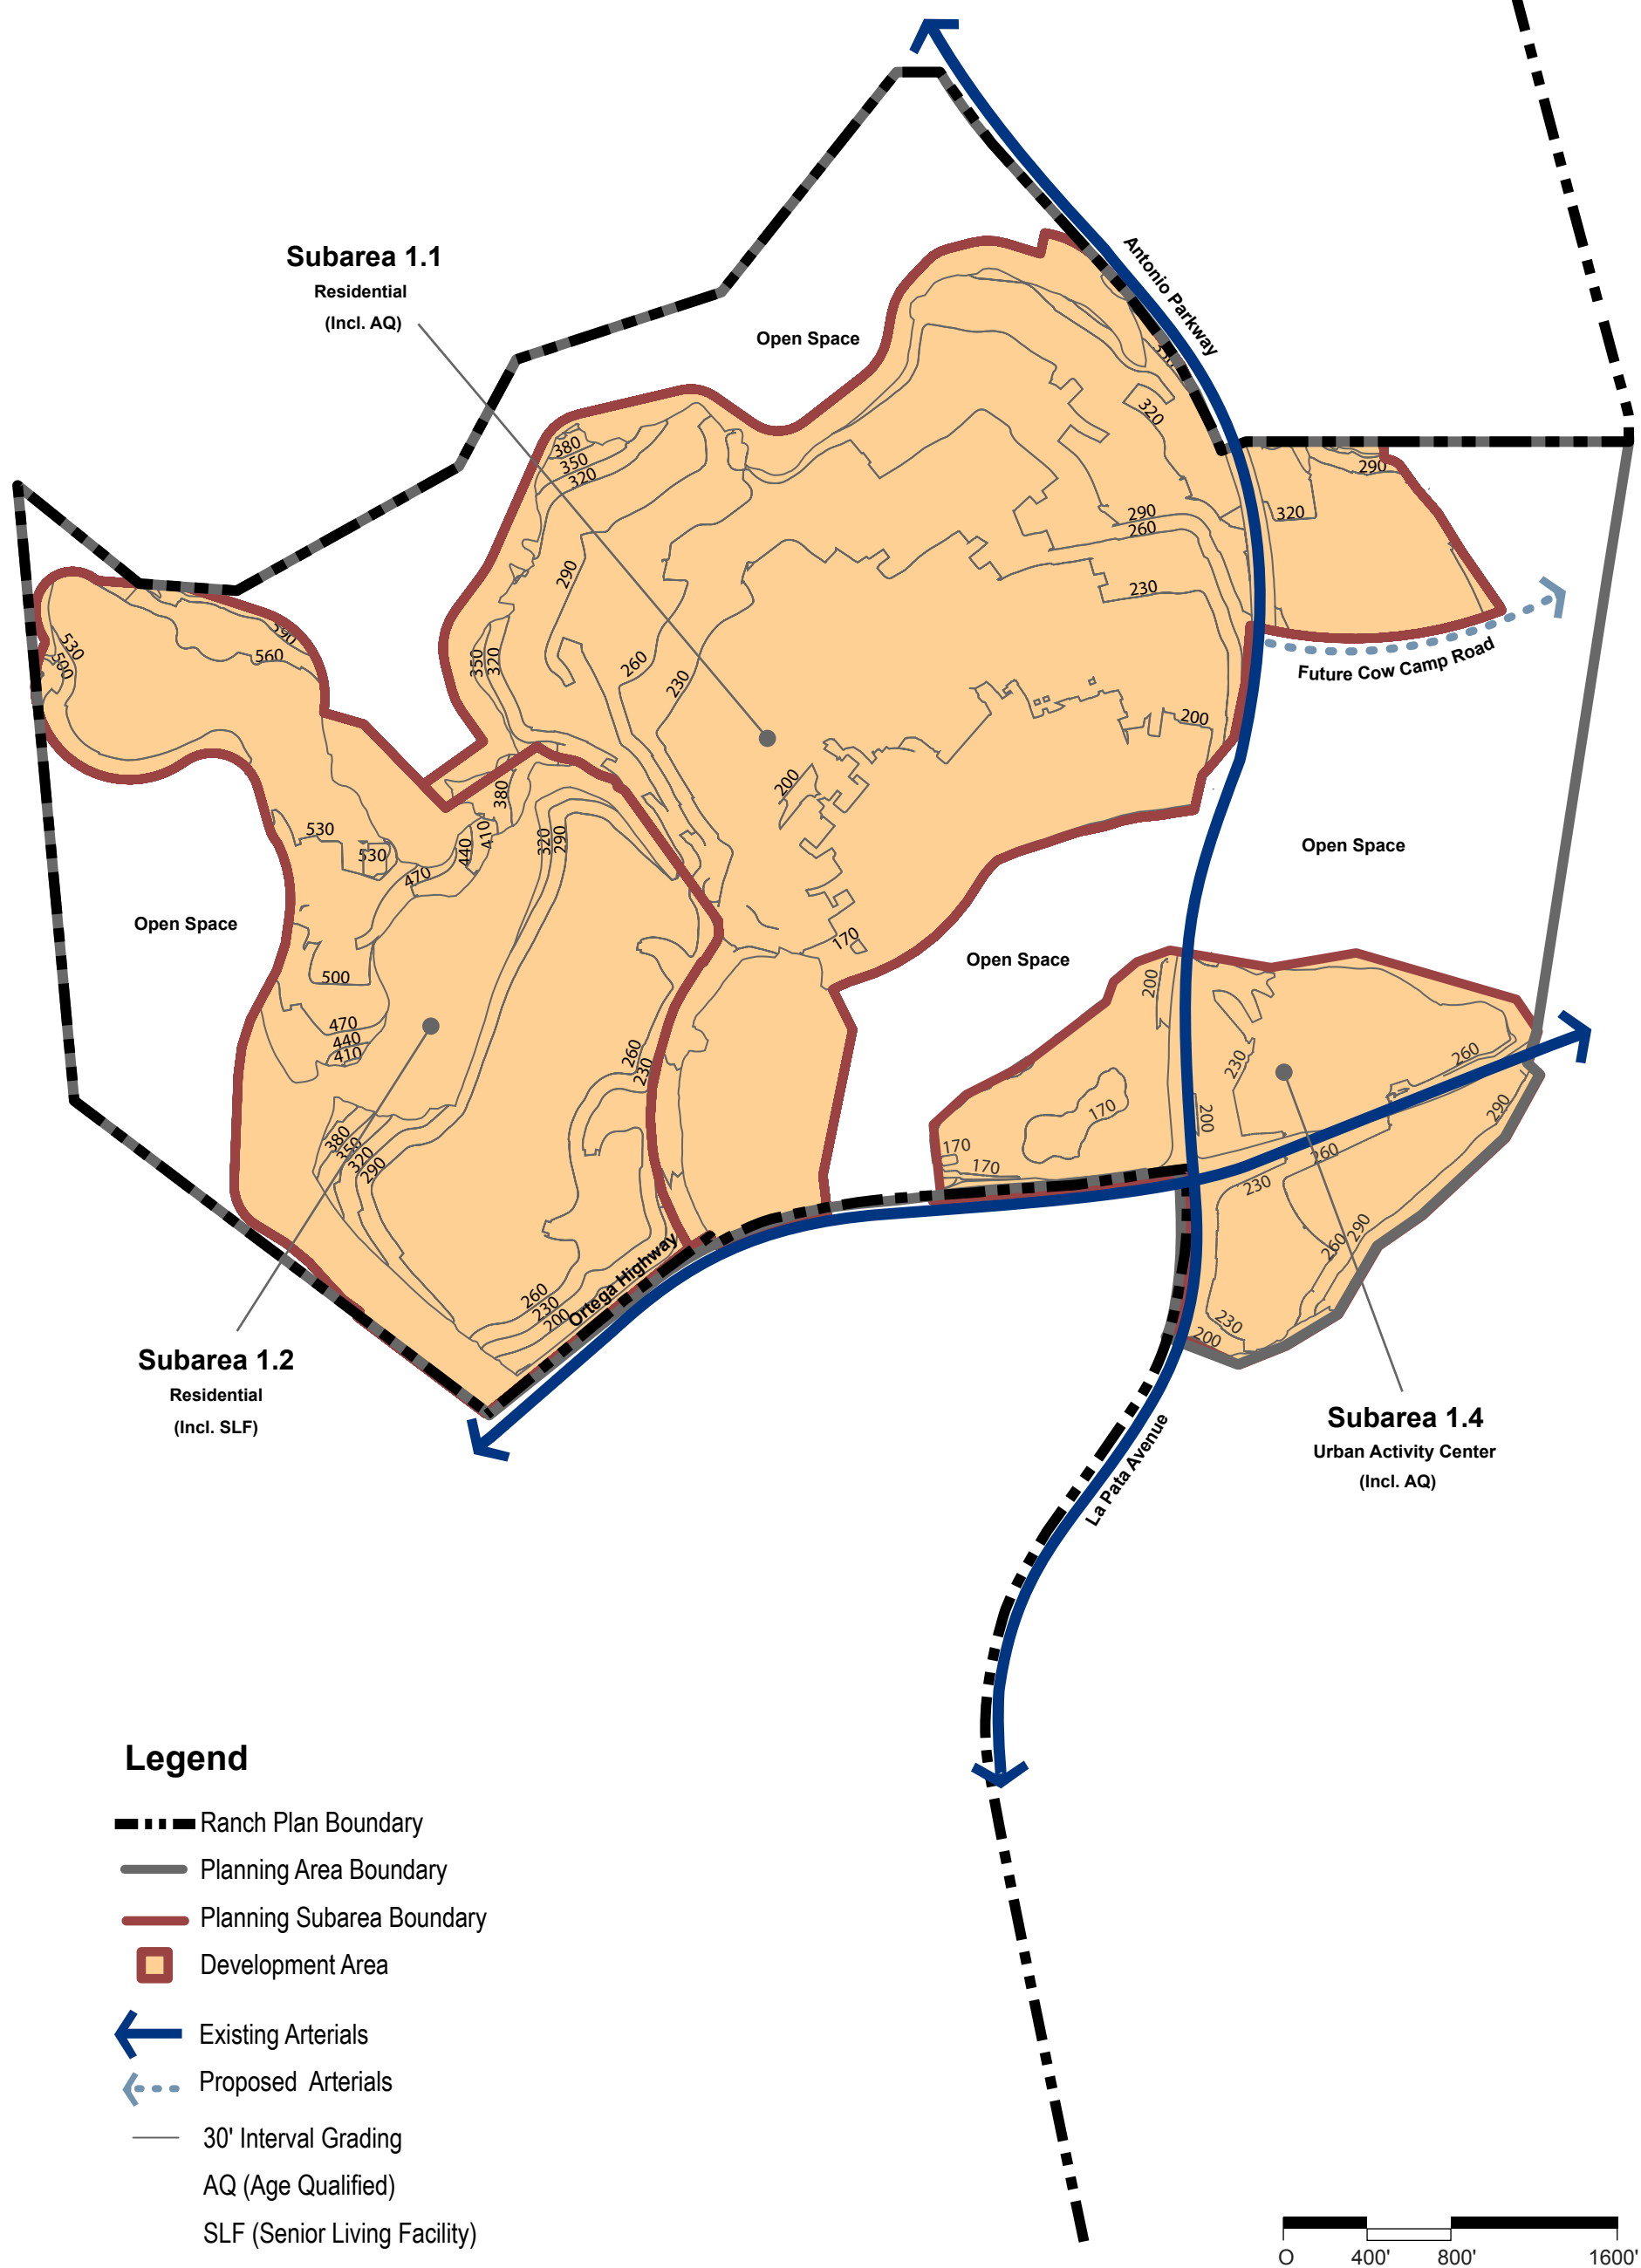 Antonio Parkway
Subarea 1.1
Residential
(Incl. AQ)
Open Space
330
320
380
350
320
290
320
290
260
290
230
590
560
530
500
350
320
260
230
Future Cow Camp Road
200
200
380
530
530
440
410
470
320
290
Open Space
Open Space
170
Open Space
500
200
470
440
410
260
230
230
260
290
170
200
170
170
380
350
320
290
260
230
290
260
260
230
200
Ortega Highway
230
200
Subarea 1.2
Residential
(Incl. SLF)
Subarea 1.4
Urban Activity Center
(Incl. AQ)
La Pata Avenue
Legend
Ranch Plan Boundary
Planning Area Boundary
Planning Subarea Boundary
Development Area
Existing Arterials
Proposed Arterials
30' Interval Grading
AQ (Age Qualified)
SLF (Senior Living Facility)
O 400' 800' 1600'